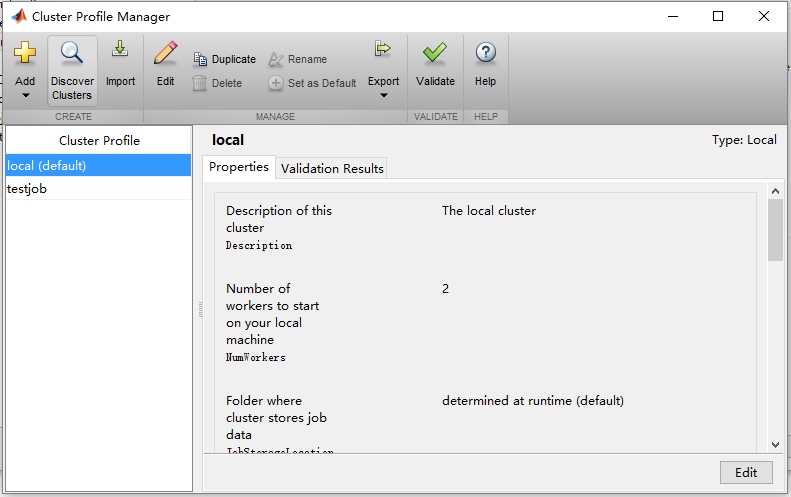 Cluster Profile Manager
Add
Discover
Clusters
Import
Edit
Duplicate
Delete
Rename
Set as Default
Export
Validate
Help
CREATE
MANAGE
VALIDATE
HELP
Cluster Profile
local (default)
testjob
local
Type: Local
Properties
Validation Results
Description of this
cluster
Description
The local cluster
Number of
workers to start
on your local
machine
NumWorkers
2
Folder where
cluster stores job
data
JobStorageLocation
determined at runtime (default)
Edit